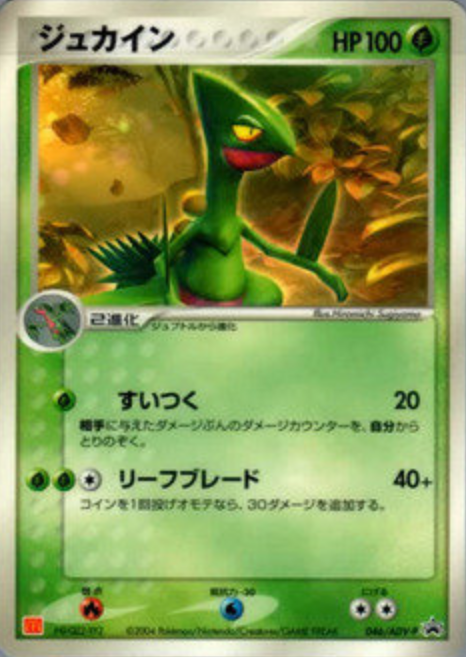 ジュカイン HP100
Illus.Hiromichi Sugiyama
2進化 ジュプトルから進化
すいつく 20
相手に与えたダメージぶんのダメージカウンターを、自分から
とりのぞく。
リーフブレード 40+
コインを1回投げオモテなら、30ダメージを追加する。
弱点 抵抗力-30 にげる
©2004 Pokémon/Nintendo/Creatures/GAME FREAK 046/ADV-P